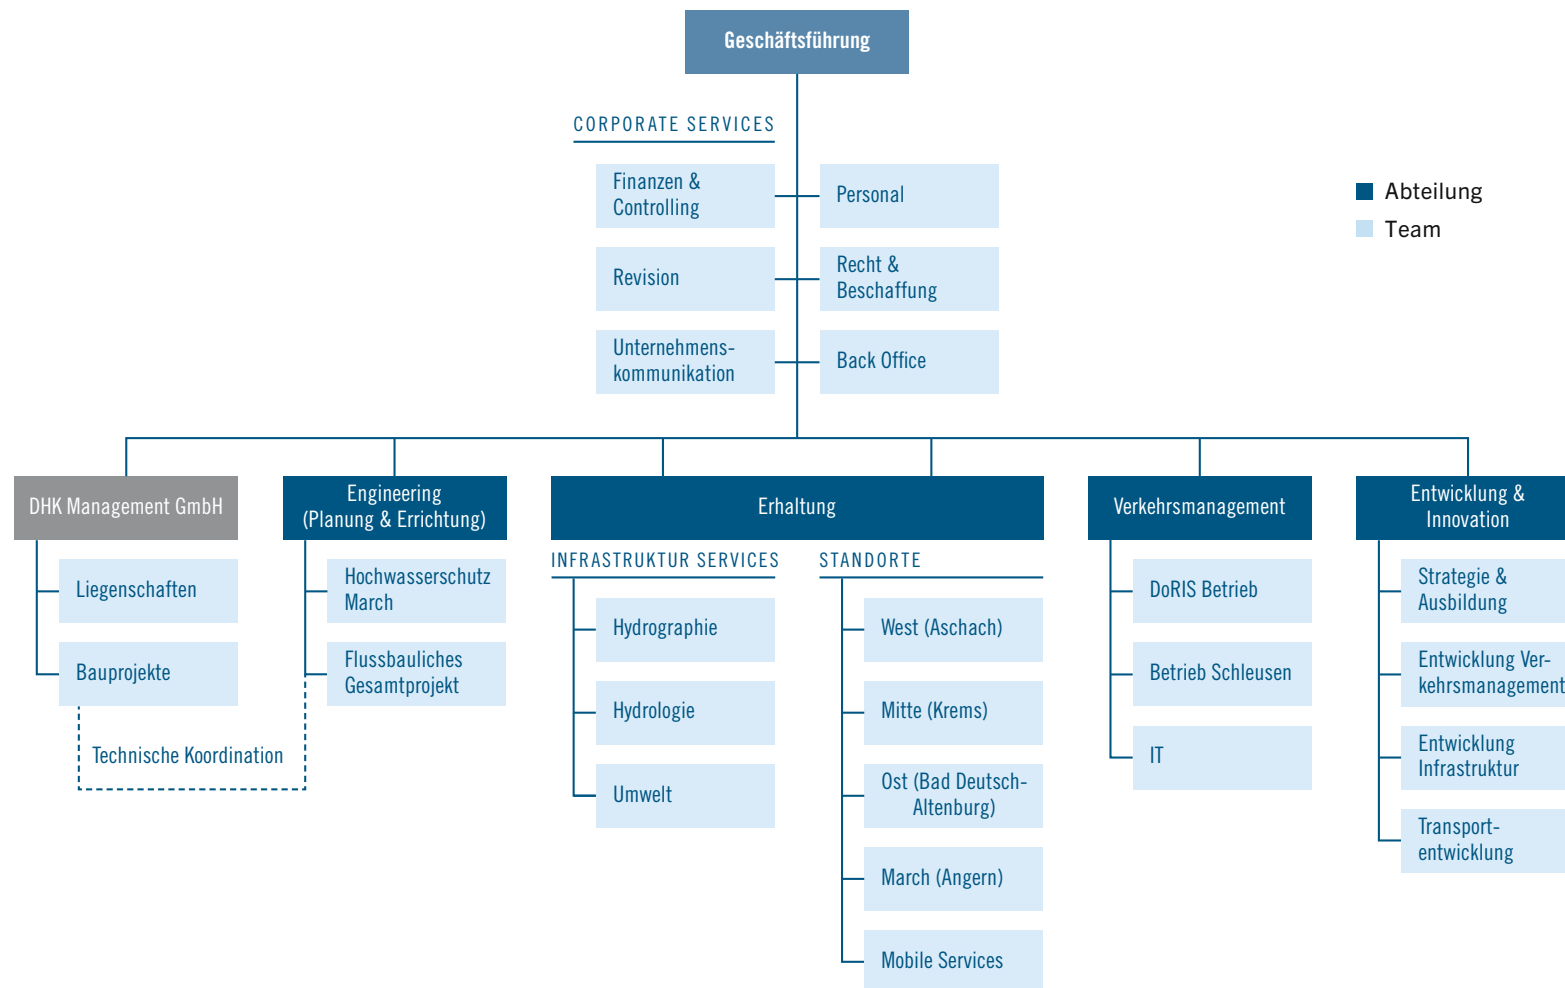 Geschäftsführung
CORPORATE SERVICES
Finanzen &
Controlling
Personal
Revision
Recht &
Beschaffung
Unternehmens-
kommunikation
Back Office
Abteilung
Team
DHK Management GmbH
Liegenschaften
Bauprojekte
Technische Koordination
Engineering
(Planung & Errichtung)
Hochwasserschutz
March
Flussbauliches
Gesamtprojekt
Erhaltung
INFRASTRUKTUR SERVICES
Hydrographie
Hydrologie
Umwelt
STANDORTE
West (Aschach)
Mitte (Krems)
Ost (Bad Deutsch-
Altenburg)
March (Angern)
Mobile Services
Verkehrsmanagement
DoRIS Betrieb
Betrieb Schleusen
IT
Entwicklung &
Innovation
Strategie &
Ausbildung
Entwicklung Ver-
kehrsmanagement
Entwicklung
Infrastruktur
Transport-
entwicklung